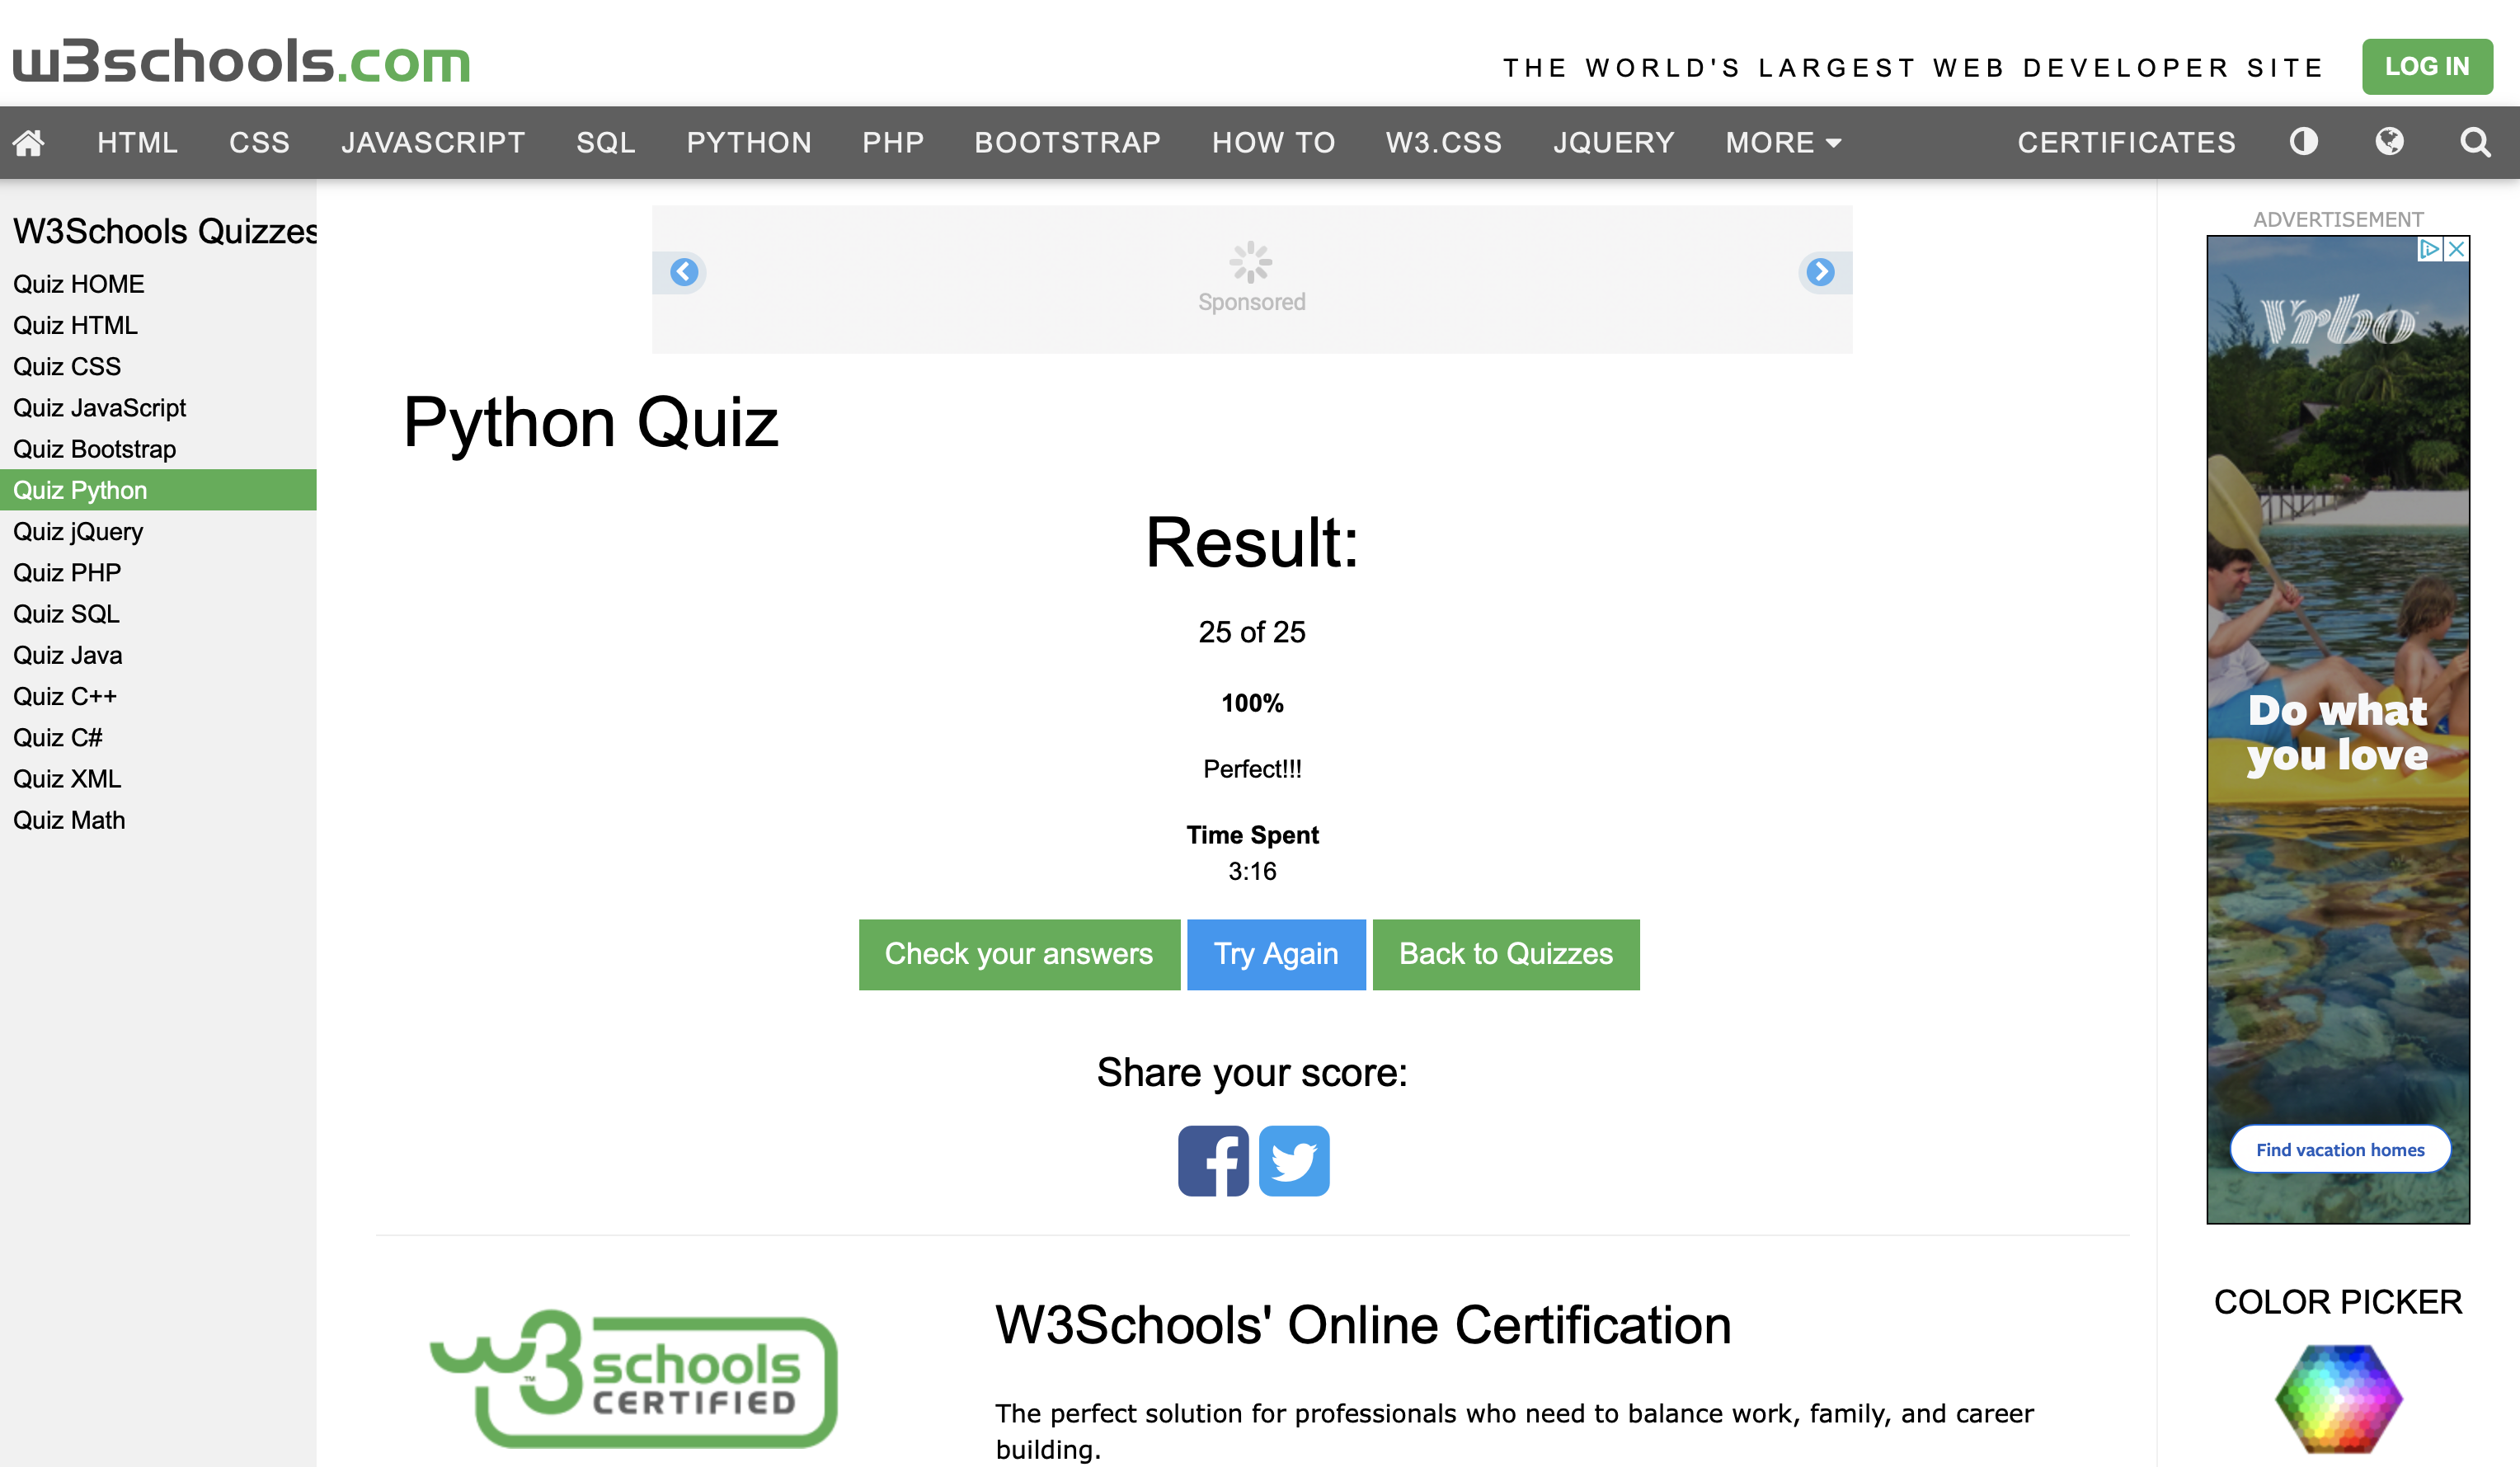 w3schools.com
THE WORLD'S LARGEST WEB DEVELOPER SITE
LOG IN
HTML CSS JAVASCRIPT SQL PYTHON PHP BOOTSTRAP HOW TO W3.CSS JQUERY MORE CERTIFICATES
W3Schools Quizzes
Quiz HOME
Quiz HTML
Quiz CSS
Quiz JavaScript
Quiz Bootstrap
Quiz Python
Quiz jQuery
Quiz PHP
Quiz SQL
Quiz Java
Quiz C++
Quiz C#
Quiz XML
Quiz Math
Sponsored
Python Quiz
Result:
25 of 25
100%
Perfect!!!
Time Spent
3:16
Check your answers
Try Again
Back to Quizzes
Share your score:
w3schools
™
CERTIFIED
W3Schools' Online Certification
The perfect solution for professionals who need to balance work, family, and career
building.
ADVERTISEMENT
Vrbo
Do what
you love
Find vacation homes
COLOR PICKER